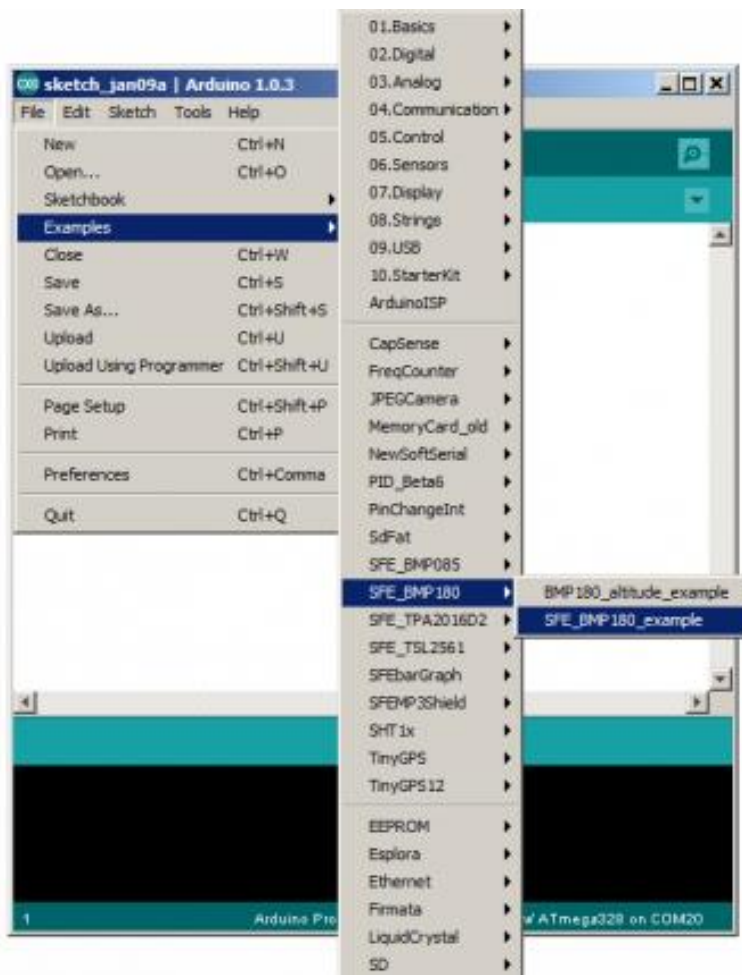 sketch_jan09a | Arduino 1.0.3
File Edit Sketch Tools Help
New Ctrl+N
Open... Ctrl+O
Sketchbook
Examples
Close Ctrl+W
Save Ctrl+S
Save As... Ctrl+Shift+S
Upload Ctrl+U
Upload Using Programmer Ctrl+Shift+U
Page Setup Ctrl+Shift+P
Print Ctrl+P
Preferences Ctrl+Comma
Quit Ctrl+Q
01.Basics
02.Digital
03.Analog
04.Communication
05.Control
06.Sensors
07.Display
08.Strings
09.USB
10.StarterKit
ArduinoISP
CapSense
FreqCounter
JPEGCamera
MemoryCard_old
NewSoftSerial
PID_Beta6
PinChangeInt
SdFat
SFE_BMP085
SFE_BMP180
SFE_TPA2016D2
SFE_TSL2561
SFEbarGraph
SFEMP3Shield
SHT1x
TinyGPS
TinyGPS12
EEPROM
Esplora
Ethernet
Firmata
LiquidCrystal
SD
BMP180_altitude_example
SFE_BMP180_example
1 Arduino Pro w/ ATmega328 on COM20